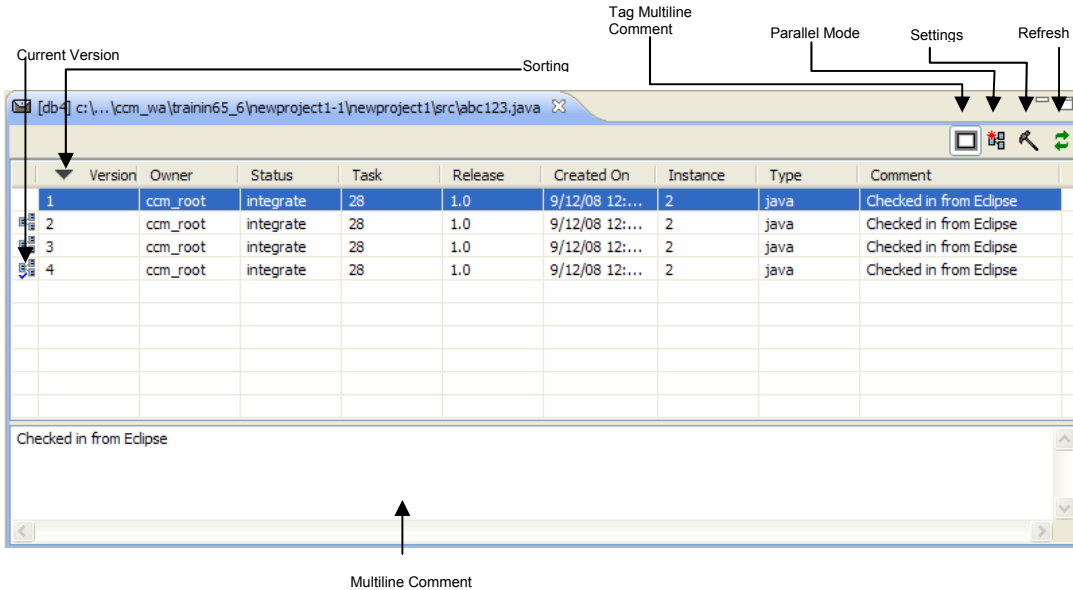 Tag Multiline
Comment
Parallel Mode
Settings
Refresh
Current Version
Sorting
[db4] c:\...\ccm_wa\trainin65_6\newproject1-1\newproject1\src\abc123.java
Version Owner Status Task Release Created On Instance Type Comment
1 ccm_root integrate 28 1.0 9/12/08 12:... 2 java Checked in from Eclipse
2 ccm_root integrate 28 1.0 9/12/08 12:... 2 java Checked in from Eclipse
3 ccm_root integrate 28 1.0 9/12/08 12:... 2 java Checked in from Eclipse
4 ccm_root integrate 28 1.0 9/12/08 12:... 2 java Checked in from Eclipse
Checked in from Eclipse
Multiline Comment